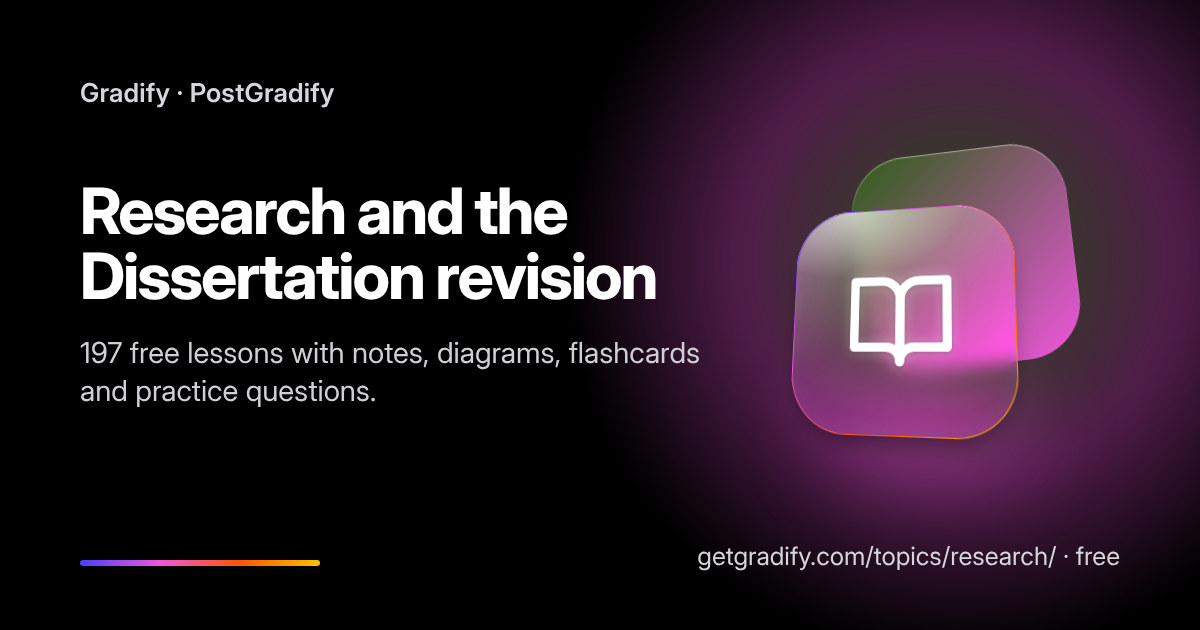 Gradify · PostGradify
Research and the
Dissertation revision
197 free lessons with notes, diagrams, flashcards
and practice questions.
getgradify.com/topics/research/ · free